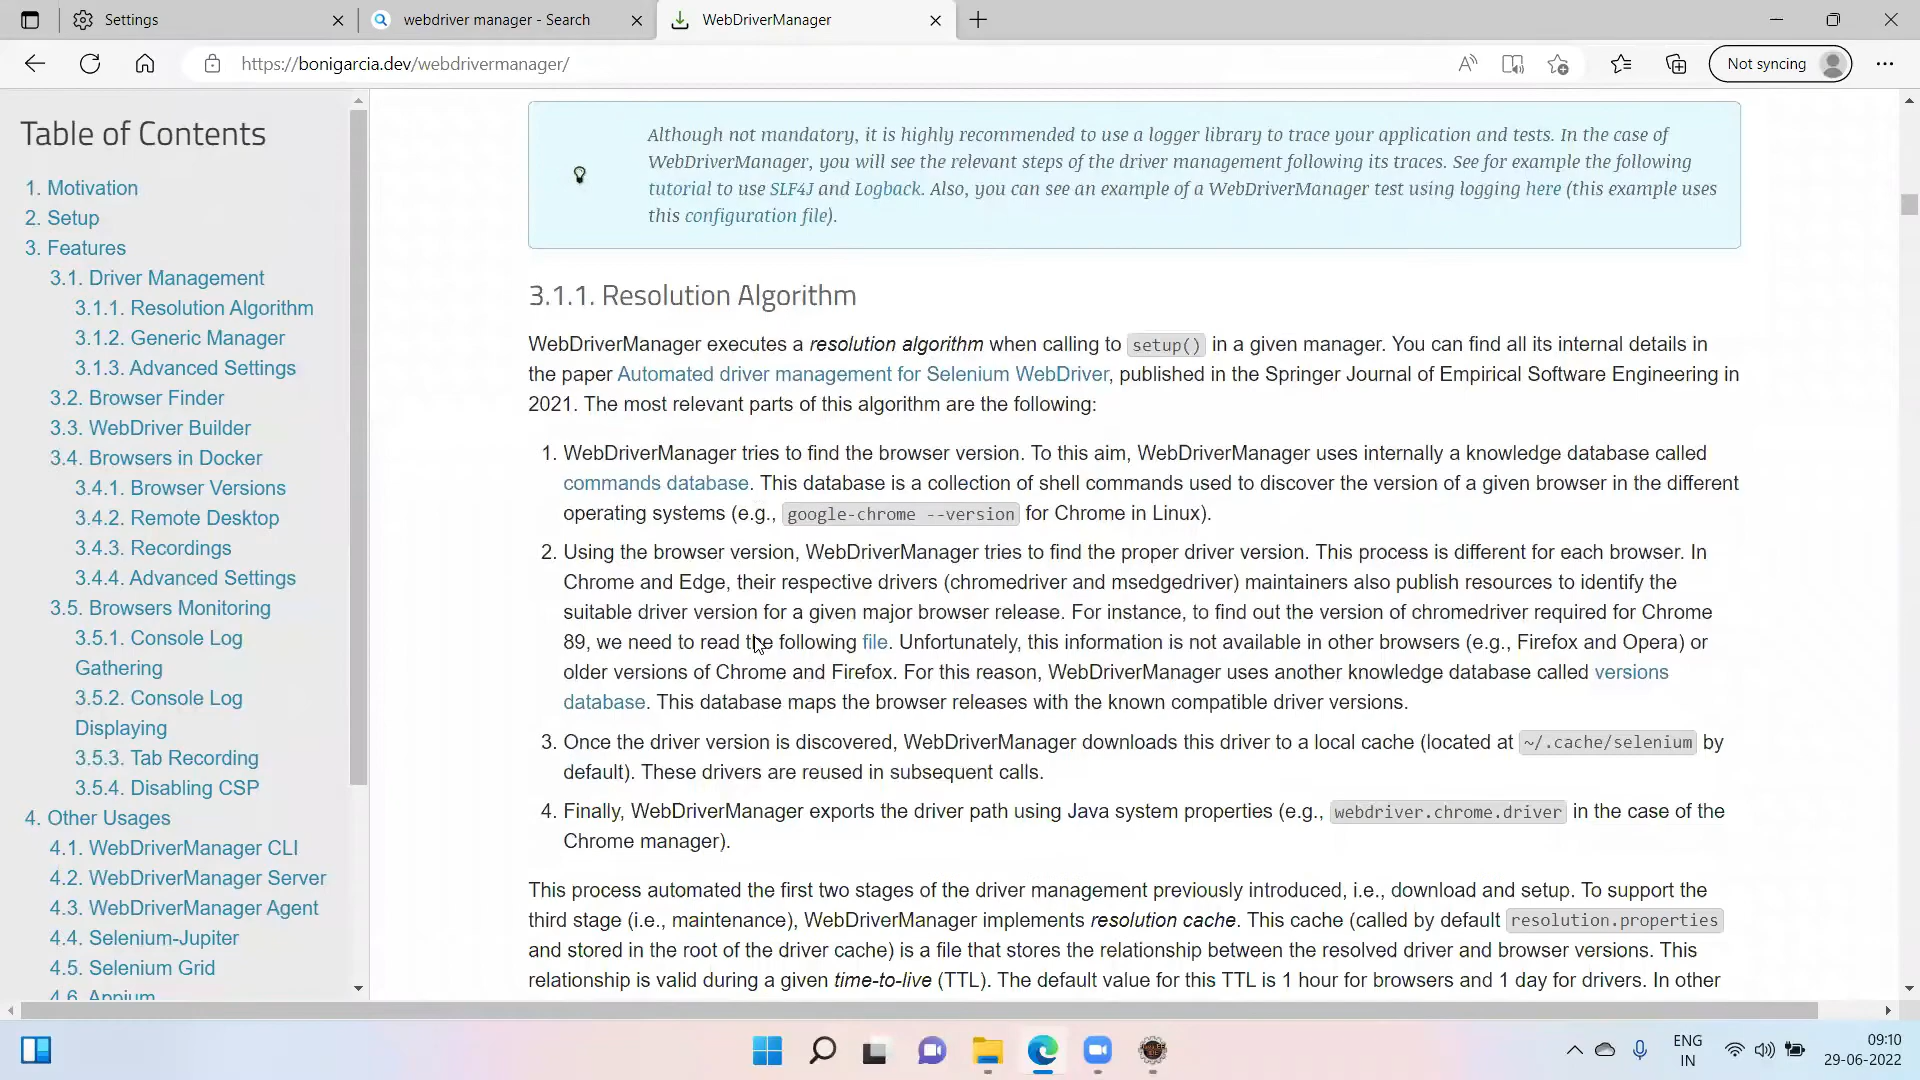 Settings
webdriver manager - Search
WebDriverManager
https://bonigarcia.dev/webdrivermanager/
Not syncing
Table of Contents
1. Motivation
2. Setup
3. Features
3.1. Driver Management
3.1.1. Resolution Algorithm
3.1.2. Generic Manager
3.1.3. Advanced Settings
3.2. Browser Finder
3.3. WebDriver Builder
3.4. Browsers in Docker
3.4.1. Browser Versions
3.4.2. Remote Desktop
3.4.3. Recordings
3.4.4. Advanced Settings
3.5. Browsers Monitoring
3.5.1. Console Log
Gathering
3.5.2. Console Log
Displaying
3.5.3. Tab Recording
3.5.4. Disabling CSP
4. Other Usages
4.1. WebDriverManager CLI
4.2. WebDriverManager Server
4.3. WebDriverManager Agent
4.4. Selenium-Jupiter
4.5. Selenium Grid
4.6. Appium
Although not mandatory, it is highly recommended to use a logger library to trace your application and tests. In the case of
WebDriverManager, you will see the relevant steps of the driver management following its traces. See for example the following
tutorial to use SLF4J and Logback. Also, you can see an example of a WebDriverManager test using logging here (this example uses
this configuration file).
3.1.1. Resolution Algorithm
WebDriverManager executes a resolution algorithm when calling to setup() in a given manager. You can find all its internal details in
the paper Automated driver management for Selenium WebDriver, published in the Springer Journal of Empirical Software Engineering in
2021. The most relevant parts of this algorithm are the following:
1. WebDriverManager tries to find the browser version. To this aim, WebDriverManager uses internally a knowledge database called
commands database. This database is a collection of shell commands used to discover the version of a given browser in the different
operating systems (e.g., google-chrome --version for Chrome in Linux).
2. Using the browser version, WebDriverManager tries to find the proper driver version. This process is different for each browser. In
Chrome and Edge, their respective drivers (chromedriver and msedgedriver) maintainers also publish resources to identify the
suitable driver version for a given major browser release. For instance, to find out the version of chromedriver required for Chrome
89, we need to read the following file. Unfortunately, this information is not available in other browsers (e.g., Firefox and Opera) or
older versions of Chrome and Firefox. For this reason, WebDriverManager uses another knowledge database called versions
database. This database maps the browser releases with the known compatible driver versions.
3. Once the driver version is discovered, WebDriverManager downloads this driver to a local cache (located at ~/.cache/selenium by
default). These drivers are reused in subsequent calls.
4. Finally, WebDriverManager exports the driver path using Java system properties (e.g., webdriver.chrome.driver in the case of the
Chrome manager).
This process automated the first two stages of the driver management previously introduced, i.e., download and setup. To support the
third stage (i.e., maintenance), WebDriverManager implements resolution cache. This cache (called by default resolution.properties
and stored in the root of the driver cache) is a file that stores the relationship between the resolved driver and browser versions. This
relationship is valid during a given time-to-live (TTL). The default value for this TTL is 1 hour for browsers and 1 day for drivers. In other
ENG
IN
09:10
29-06-2022